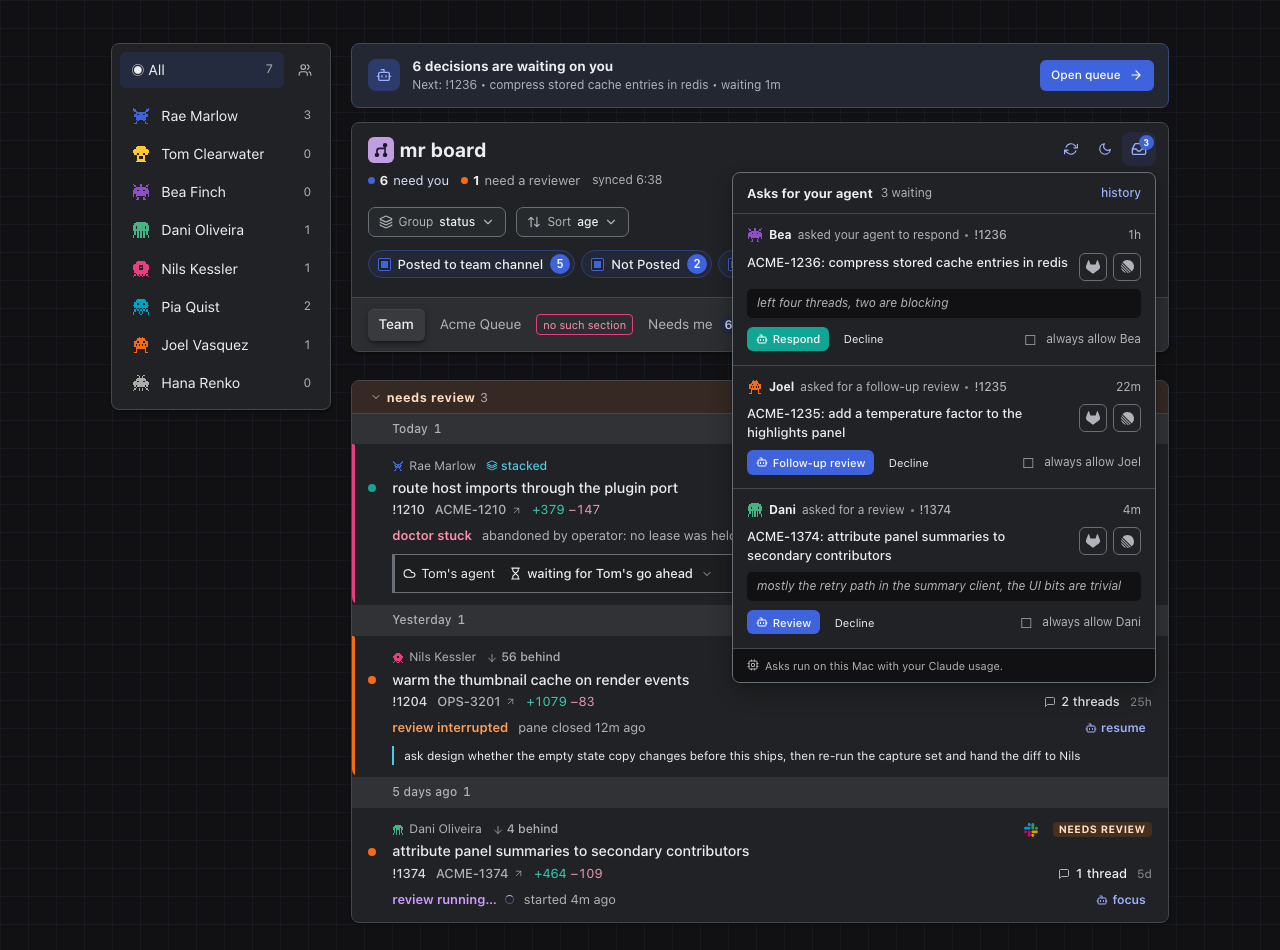 All 7
Rae Marlow 3
Tom Clearwater 0
Bea Finch 0
Dani Oliveira 1
Nils Kessler 1
Pia Quist 2
Joel Vasquez 1
Hana Renko 0
6 decisions are waiting on you
Next: !1236 • compress stored cache entries in redis • waiting 1m
Open queue
mr board
3
6 need you 1 need a reviewer synced 6:38
Group status Sort age
Posted to team channel 5 Not Posted 2
Team Acme Queue no such section Needs me 6
Asks for your agent 3 waiting history
Bea asked your agent to respond • !1236 1h
ACME-1236: compress stored cache entries in redis
left four threads, two are blocking
Respond Decline always allow Bea
Joel asked for a follow-up review • !1235 22m
ACME-1235: add a temperature factor to the
highlights panel
Follow-up review Decline always allow Joel
Dani asked for a review • !1374 4m
ACME-1374: attribute panel summaries to
secondary contributors
mostly the retry path in the summary client, the UI bits are trivial
Review Decline always allow Dani
Asks run on this Mac with your Claude usage.
needs review 3
Today 1
Rae Marlow stacked
route host imports through the plugin port
!1210 ACME-1210 ↗ +379 −147
doctor stuck abandoned by operator: no lease was held
Tom's agent waiting for Tom's go ahead
Yesterday 1
Nils Kessler ↓ 56 behind
warm the thumbnail cache on render events
!1204 OPS-3201 ↗ +1079 −83 2 threads 25h
review interrupted pane closed 12m ago resume
ask design whether the empty state copy changes before this ships, then re-run the capture set and hand the diff to Nils
5 days ago 1
Dani Oliveira ↓ 4 behind NEEDS REVIEW
attribute panel summaries to secondary contributors
!1374 ACME-1374 ↗ +464 −109 1 thread 5d
review running... started 4m ago focus